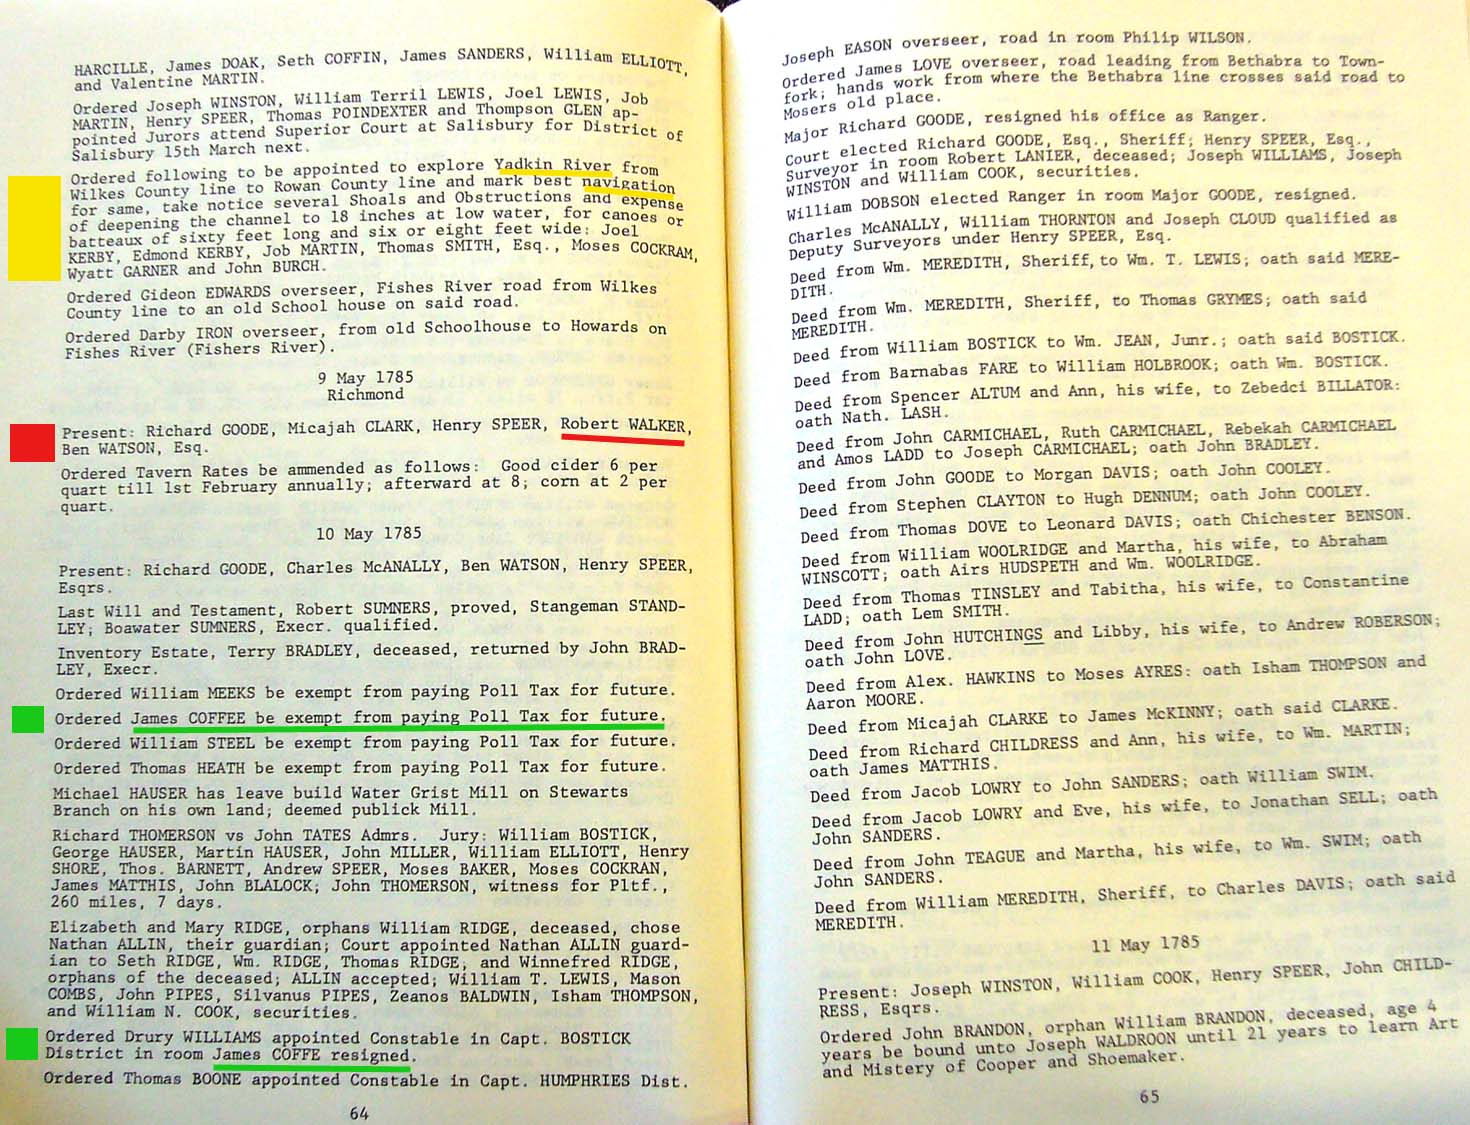 HARCILLE, James DOAK, Seth COFFIN, James SANDERS, William ELLIOTT,
and Valentine MARTIN.
Ordered Joseph WINSTON, William Terril LEWIS, Joel LEWIS, Job
MARTIN, Henry SPEER, Thomas POINDEXTER and Thompson GLEN ap-
pointed Jurors attend Superior Court at Salisbury for District of
Salisbury 15th March next.
Ordered following to be appointed to explore Yadkin River from
Wilkes County line to Rowan County line and mark best navigation
for same, take notice several Shoals and Obstructions and expense
of deepening the channel to 18 inches at low water, for canoes or
batteaux of sixty feet long and six or eight feet wide: Joel
KERBY, Edmond KERBY, Job MARTIN, Thomas SMITH, Esq., Moses COCKRAM,
Wyatt GARNER and John BURCH.
Ordered Gideon EDWARDS overseer, Fishes River road from Wilkes
County line to an old School house on said road.
Ordered Darby IRON overseer, from old Schoolhouse to Howards on
Fishes River (Fishers River).
9 May 1785
Richmond
Present: Richard GOODE, Micajah CLARK, Henry SPEER, Robert WALKER,
Ben WATSON, Esq.
Ordered Tavern Rates be ammended as follows: Good cider 6 per
quart till 1st February annually; afterward at 8; corn at 2 per
quart.
10 May 1785
Present: Richard GOODE, Charles McANALLY, Ben WATSON, Henry SPEER,
Esqrs.
Last Will and Testament, Robert SUMNERS, proved, Stangeman STAND-
LEY; Boawater SUMNERS, Execr. qualified.
Inventory Estate, Terry BRADLEY, deceased, returned by John BRAD-
LEY, Execr.
Ordered William MEEKS be exempt from paying Poll Tax for future.
Ordered James COFFEE be exempt from paying Poll Tax for future.
Ordered William STEEL be exempt from paying Poll Tax for future.
Ordered Thomas HEATH be exempt from paying Poll Tax for future.
Michael HAUSER has leave build Water Grist Mill on Stewarts
Branch on his own land; deemed publick Mill.
Richard THOMERSON vs John TATES Admrs. Jury: William BOSTICK,
George HAUSER, Martin HAUSER, John MILLER, William ELLIOTT, Henry
SHORE, Thos. BARNETT, Andrew SPEER, Moses BAKER, Moses COCKRAN,
James MATTHIS, John BLALOCK; John THOMERSON, witness for Pltf.,
260 miles, 7 days.
Elizabeth and Mary RIDGE, orphans William RIDGE, deceased, chose
Nathan ALLIN, their guardian; Court appointed Nathan ALLIN guard-
ian to Seth RIDGE, Wm. RIDGE, Thomas RIDGE, and Winnefred RIDGE,
orphans of the deceased; ALLIN accepted; William T. LEWIS, Mason
COMBS, John PIPES, Silvanus PIPES, Zeanos BALDWIN, Isham THOMPSON,
and William N. COOK, securities.
Ordered Drury WILLIAMS appointed Constable in Capt. BOSTICK
District in room James COFFE resigned.
Ordered Thomas BOONE appointed Constable in Capt. HUMPHRIES Dist.
64
Joseph EASON overseer, road in room Philip WILSON.
Ordered James LOVE overseer, road leading from Bethabra to Town-
fork; hands work from where the Bethabra line crosses said road to
Mosers old place.
Major Richard GOODE, resigned his office as Ranger.
Court elected Richard GOODE, Esq., Sheriff; Henry SPEER, Esq.,
Surveyor in room Robert LANIER, deceased; Joseph WILLIAMS, Joseph
WINSTON and William COOK, securities.
William DOBSON elected Ranger in room Major GOODE, resigned.
Charles McANALLY, William THORNTON and Joseph CLOUD qualified as
Deputy Surveyors under Henry SPEER, Esq.
Deed from Wm. MEREDITH, Sheriff, to Wm. T. LEWIS; oath said MERE-
DITH.
Deed from Wm. MEREDITH, Sheriff, to Thomas GRYMES; oath said
MEREDITH.
Deed from William BOSTICK to Wm. JEAN, Junr.; oath said BOSTICK.
Deed from Barnabas FARE to William HOLBROOK; oath Wm. BOSTICK.
Deed from Spencer ALTUM and Ann, his wife, to Zebedci BILLATOR:
oath Nath. LASH.
Deed from John CARMICHAEL, Ruth CARMICHAEL, Rebekah CARMICHAEL
and Amos LADD to Joseph CARMICHAEL; oath John BRADLEY.
Deed from John GOODE to Morgan DAVIS; oath John COOLEY.
Deed from Stephen CLAYTON to Hugh DENNUM; oath John COOLEY.
Deed from Thomas DOVE to Leonard DAVIS; oath Chichester BENSON.
Deed from William WOOLRIDGE and Martha, his wife, to Abraham
WINSCOTT; oath Airs HUDSPETH and Wm. WOOLRIDGE.
Deed from Thomas TINSLEY and Tabitha, his wife, to Constantine
LADD; oath Lem SMITH.
Deed from John HUTCHINGS and Libby, his wife, to Andrew ROBERSON;
oath John LOVE.
Deed from Alex. HAWKINS to Moses AYRES: oath Isham THOMPSON and
Aaron MOORE.
Deed from Micajah CLARKE to James McKINNY; oath said CLARKE.
Deed from Richard CHILDRESS and Ann, his wife, to Wm. MARTIN;
oath James MATTHIS.
Deed from Jacob LOWRY to John SANDERS; oath William SWIM.
Deed from Jacob LOWRY and Eve, his wife, to Jonathan SELL; oath
John SANDERS.
Deed from John TEAGUE and Martha, his wife, to Wm. SWIM; oath
John SANDERS.
Deed from William MEREDITH, Sheriff, to Charles DAVIS; oath said
MEREDITH.
11 May 1785
Present: Joseph WINSTON, William COOK, Henry SPEER, John CHILD-
RESS, Esqrs.
Ordered John BRANDON, orphan William BRANDON, deceased, age 4
years be bound unto Joseph WALDROON until 21 years to learn Art
and Mistery of Cooper and Shoemaker.
65